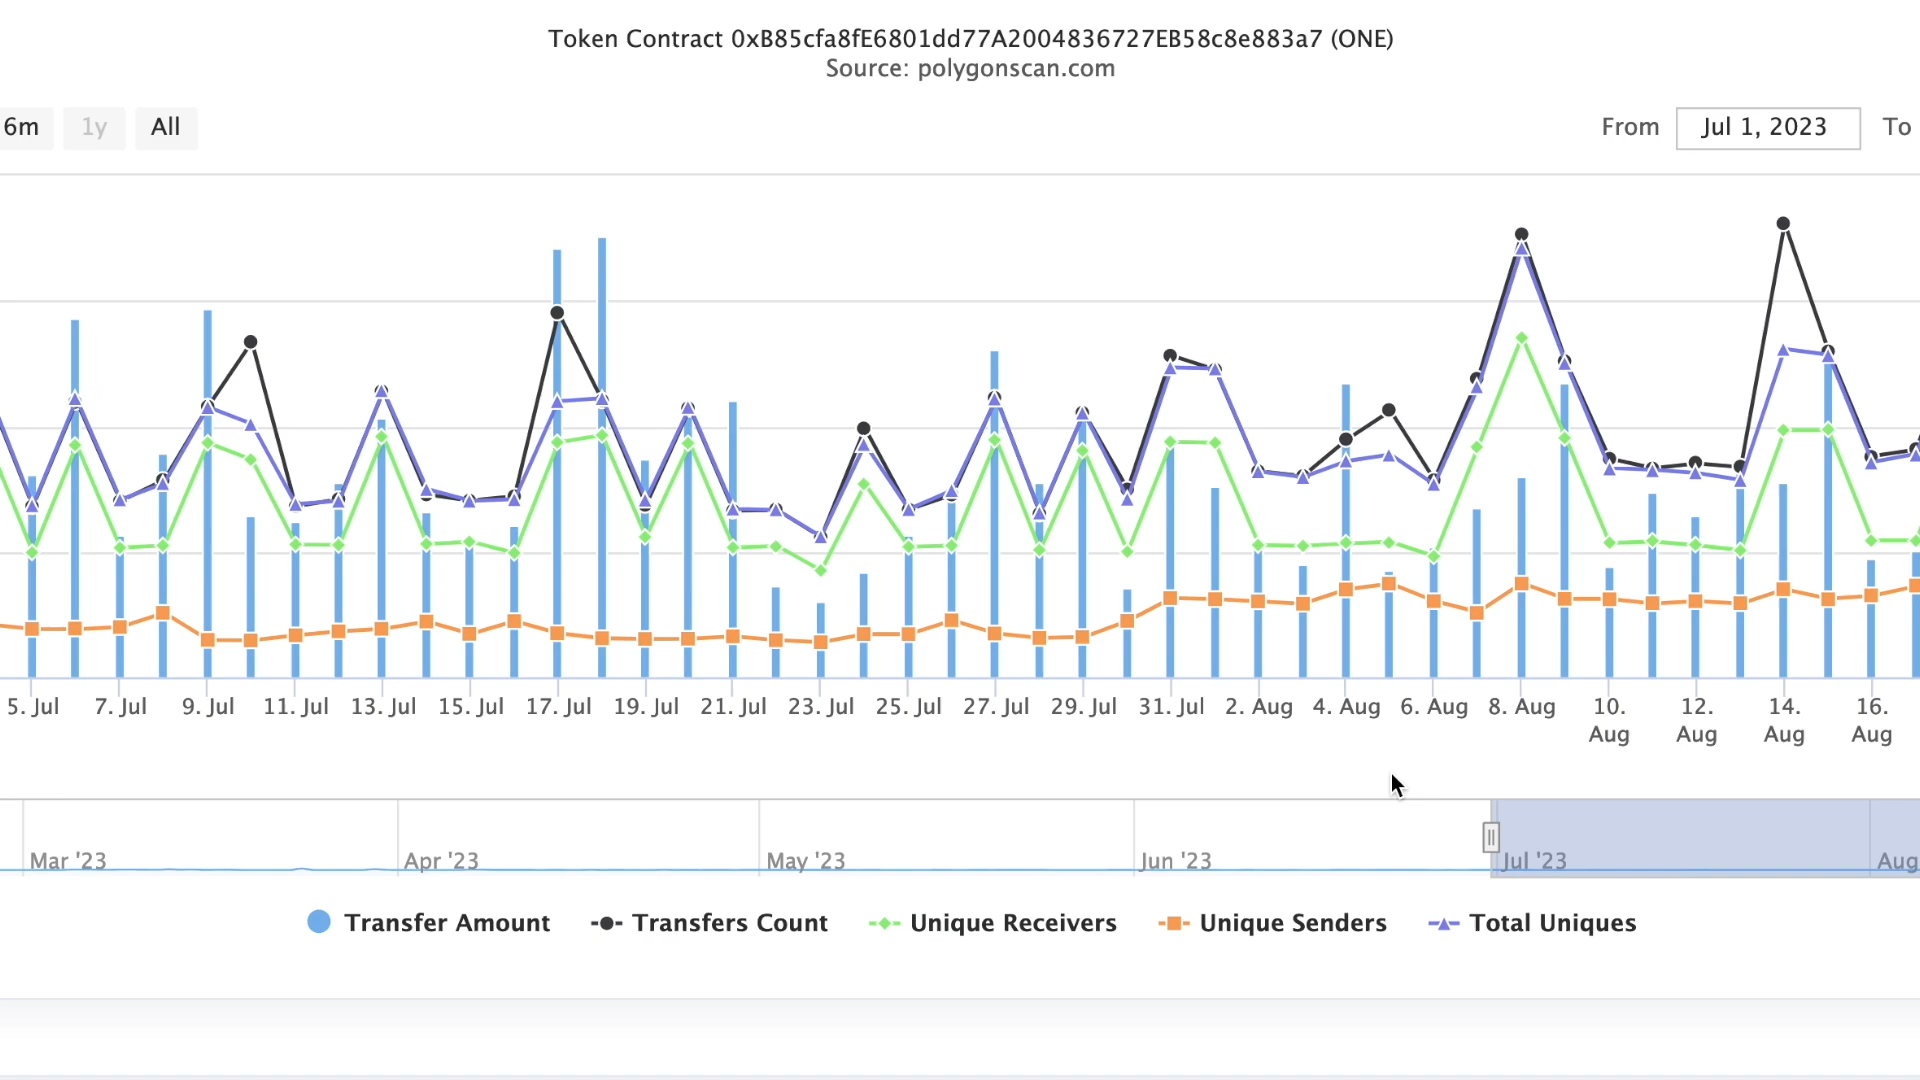 Token Contract 0xB85cfa8fE6801dd77A2004836727EB58c8e883a7 (ONE)
Source: polygonscan.com
6m 1y All From Jul 1, 2023 To
5. Jul 7. Jul 9. Jul 11. Jul 13. Jul 15. Jul 17. Jul 19. Jul 21. Jul 23. Jul 25. Jul 27. Jul 29. Jul 31. Jul 2. Aug 4. Aug 6. Aug 8. Aug 10. Aug 12. Aug 14. Aug 16. Aug
Mar '23 Apr '23 May '23 Jun '23 Jul '23 Aug
Transfer Amount Transfers Count Unique Receivers Unique Senders Total Uniques